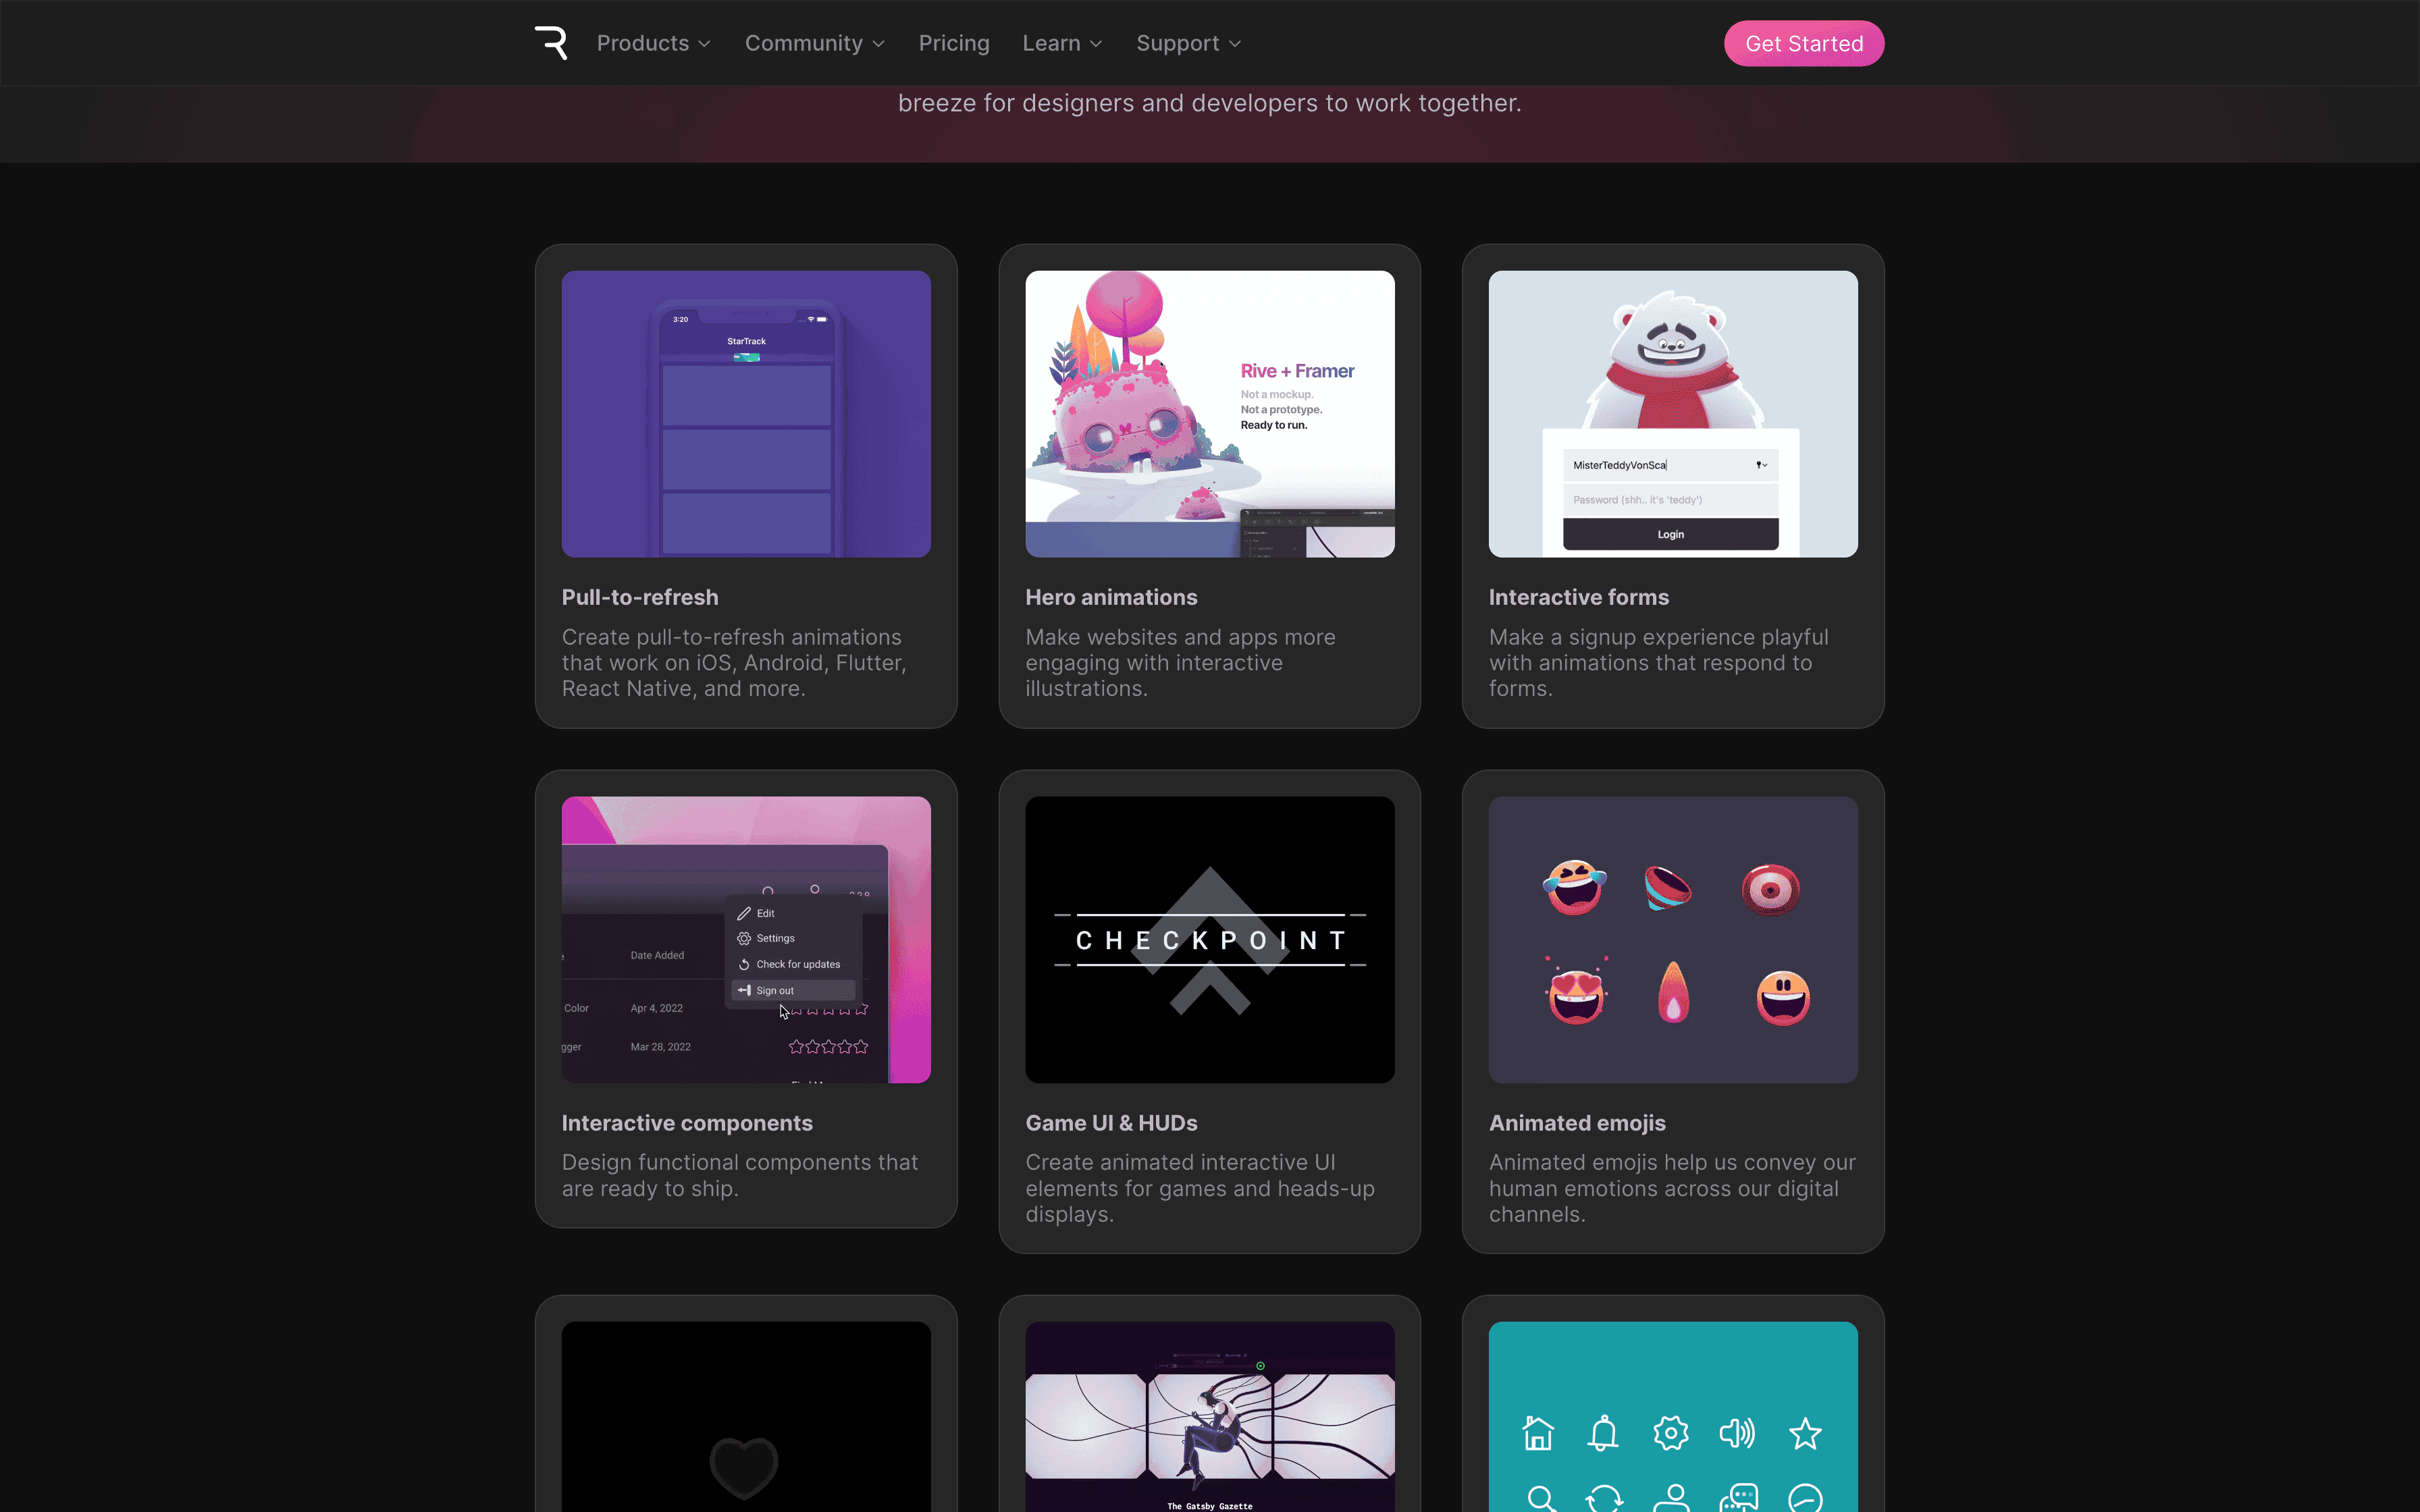 Products
Community
Pricing
Learn
Support
Get Started
breeze for designers and developers to work together.
3:20
StarTrack
Pull-to-refresh
Create pull-to-refresh animations
that work on iOS, Android, Flutter,
React Native, and more.
Rive + Framer
Not a mockup.
Not a prototype.
Ready to run.
Hero animations
Make websites and apps more
engaging with interactive
illustrations.
MisterTeddyVonSca
Password (shh.. it's 'teddy')
Login
Interactive forms
Make a signup experience playful
with animations that respond to
forms.
Edit
Settings
Date Added
Check for updates
Sign out
Color
Apr 4, 2022
gger
Mar 28, 2022
Interactive components
Design functional components that
are ready to ship.
CHECKPOINT
Game UI & HUDs
Create animated interactive UI
elements for games and heads-up
displays.
Animated emojis
Animated emojis help us convey our
human emotions across our digital
channels.
The Gatsby Gazette